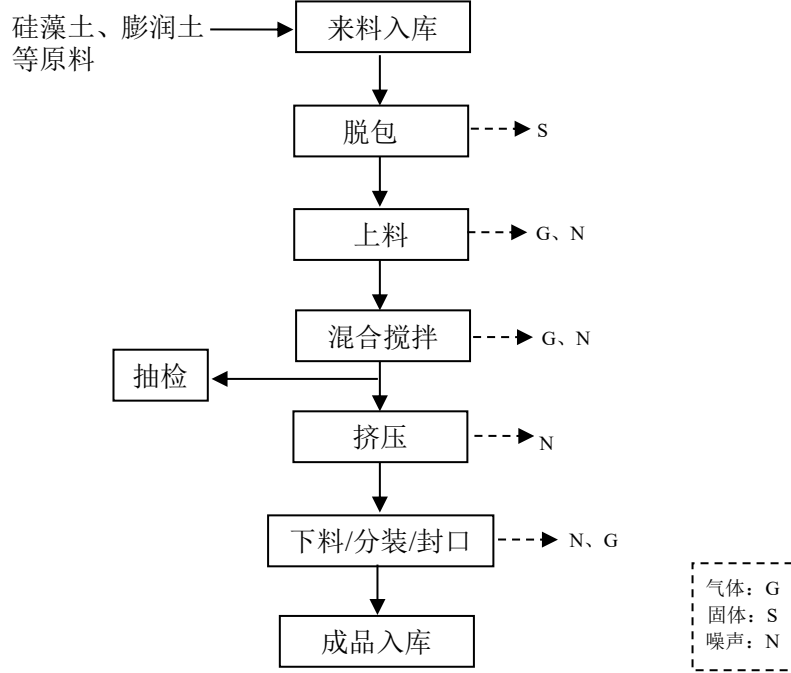 硅藻土、膨润土
等原料
来料入库
脱包
S
上料
G、N
混合搅拌
G、N
抽检
挤压
N
下料/分装/封口
N、G
成品入库
气体：G
固体：S
噪声：N